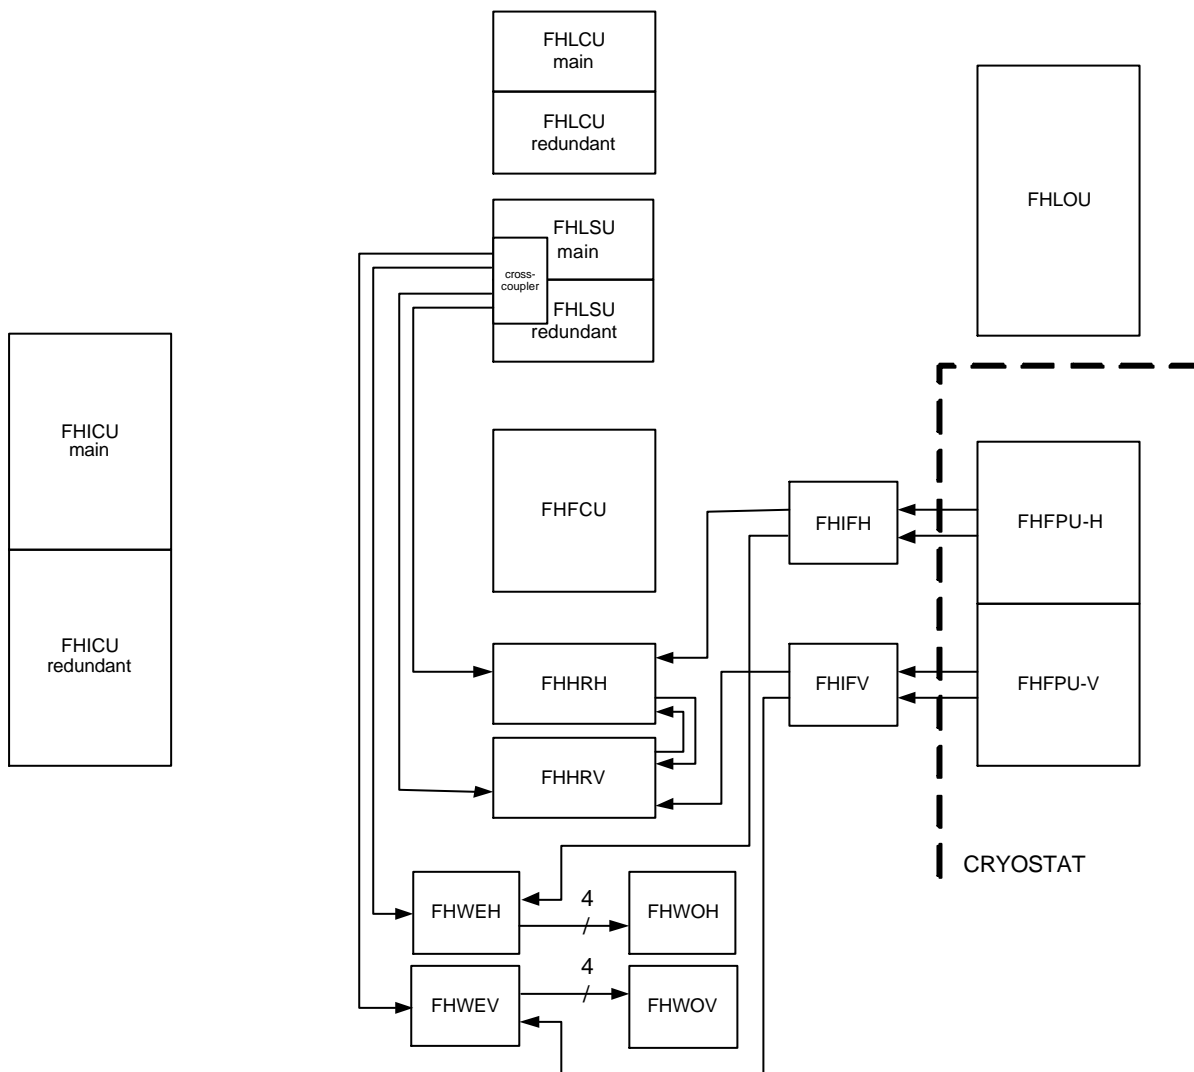 FHLCU
main
FHLCU
redundant
FHLOU
FHLSU
main
cross-
coupler
FHLSU
redundant
FHICU
main
FHICU
redundant
FHFCU
FHIFH
FHFPU-H
FHHRH
FHIFV
FHFPU-V
FHHRV
CRYOSTAT
FHWEH
4
FHWOH
FHWEV
4
FHWOV